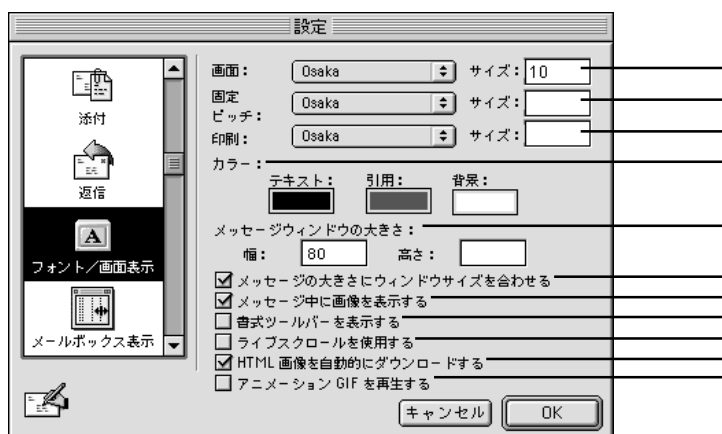 設定
添付
返信
フォント／画面表示
メールボックス表示
画面： Osaka サイズ：10
固定
ピッチ： Osaka サイズ：
印刷： Osaka サイズ：
カラー：
テキスト： 引用： 背景：
メッセージウィンドウの大きさ：
幅： 80 高さ：
メッセージの大きさにウィンドウサイズを合わせる
メッセージ中に画像を表示する
書式ツールバーを表示する
ライブスクロールを使用する
HTML 画像を自動的にダウンロードする
アニメーション GIF を再生する
キャンセル OK